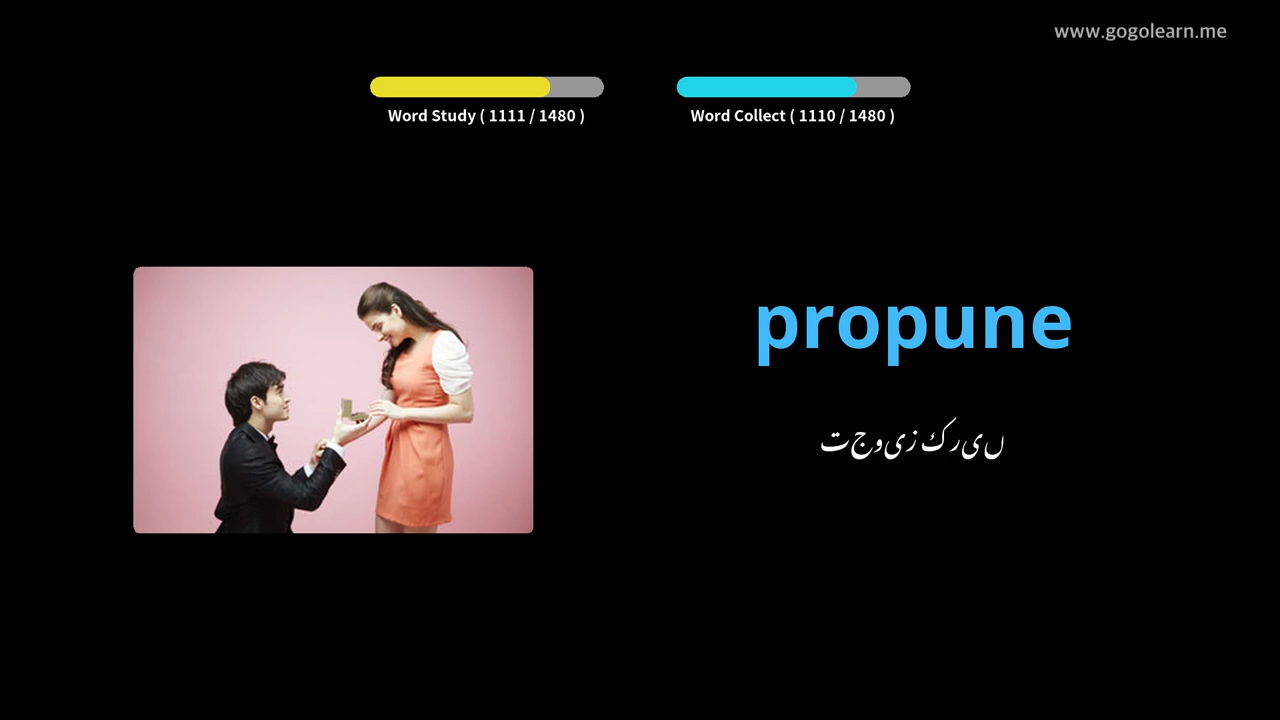 www.gogolearn.me
Word Study ( 1111 / 1480 )
Word Collect ( 1110 / 1480 )
propune
تجویز کریں